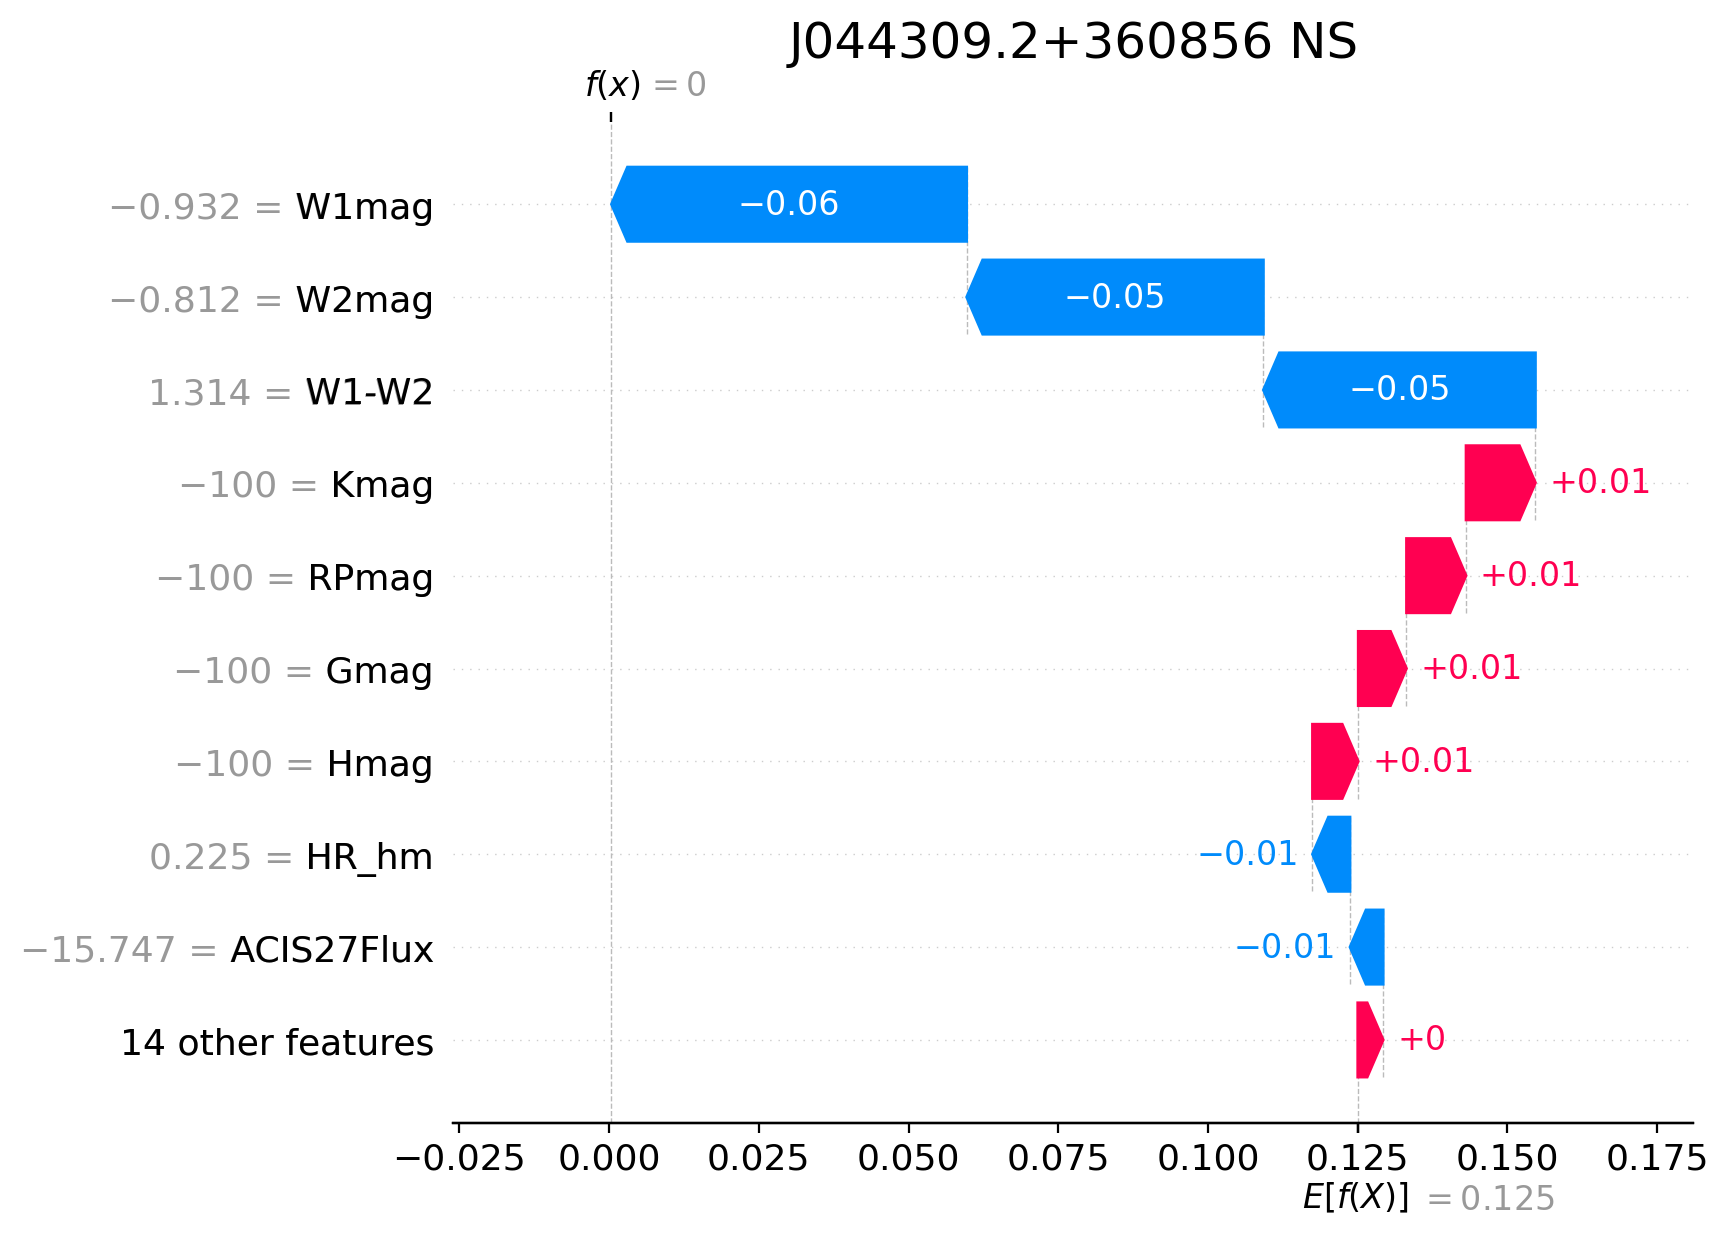 J044309.2+360856 NS
f(x) = 0
−0.932 = W1mag
−0.06
−0.812 = W2mag
−0.05
1.314 = W1-W2
−0.05
−100 = Kmag
+0.01
−100 = RPmag
+0.01
−100 = Gmag
+0.01
−100 = Hmag
+0.01
0.225 = HR_hm
−0.01
−15.747 = ACIS27Flux
−0.01
14 other features
+0
−0.025 0.000 0.025 0.050 0.075 0.100 0.125 0.150 0.175
E[f(X)] = 0.125